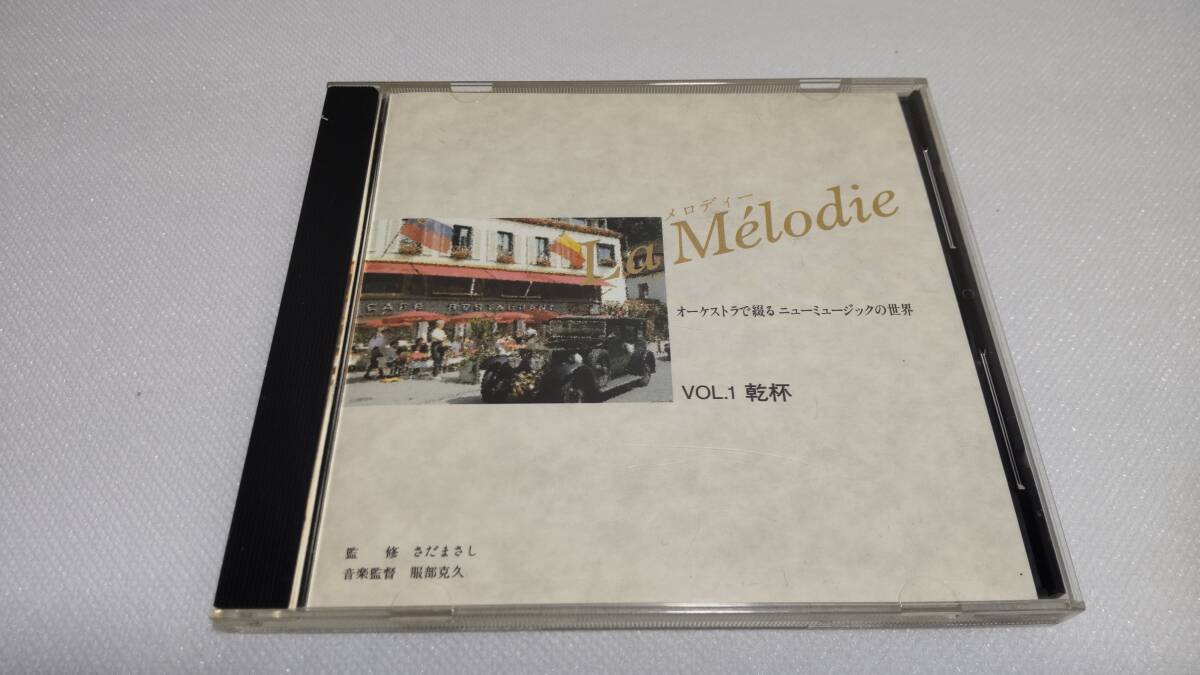 メロディー
La Mélodie
CAFÉ
オーケストラで綴る ニューミュージックの世界
VOL.1 乾杯
監　修　さだまさし
音楽監督　服部克久